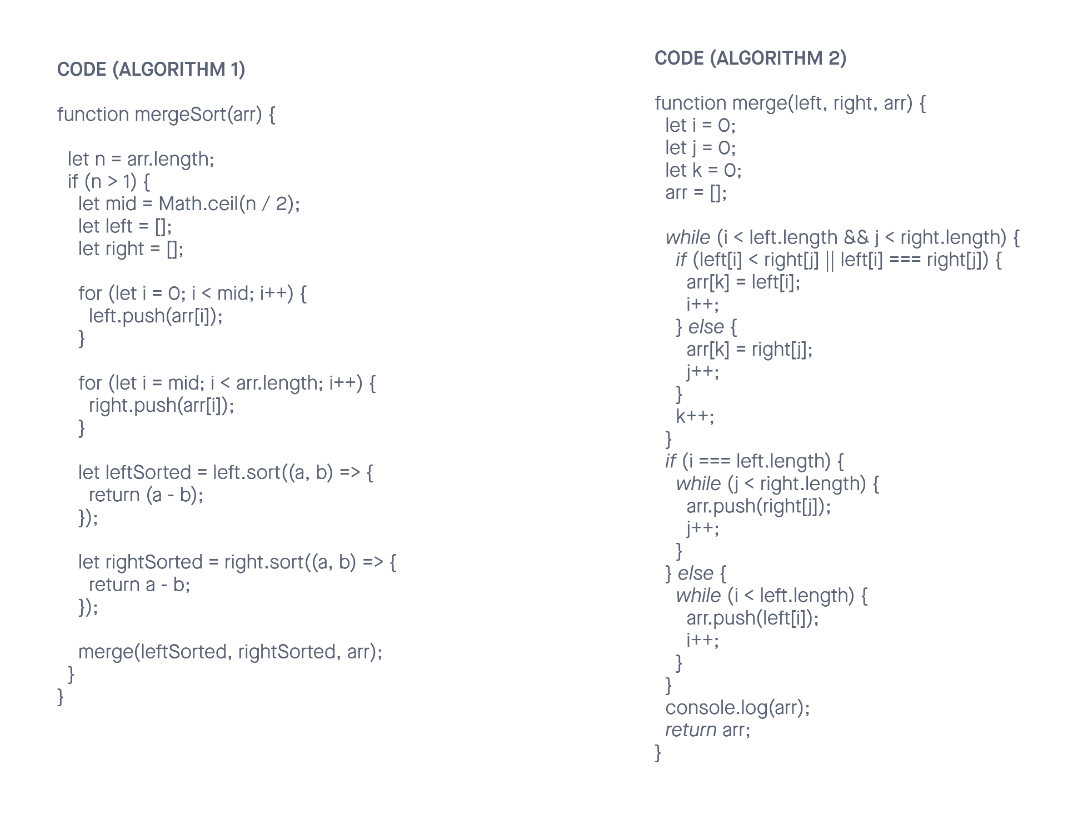 CODE (ALGORITHM 1)
function mergeSort(arr) {
let n = arr.length;
if (n > 1) {
let mid = Math.ceil(n / 2);
let left = [];
let right = [];
for (let i = 0; i < mid; i++) {
left.push(arr[i]);
}
for (let i = mid; i < arr.length; i++) {
right.push(arr[i]);
}
let leftSorted = left.sort((a, b) => {
return (a - b);
});
let rightSorted = right.sort((a, b) => {
return a - b;
});
merge(leftSorted, rightSorted, arr);
}
}
CODE (ALGORITHM 2)
function merge(left, right, arr) {
let i = 0;
let j = 0;
let k = 0;
arr = [];
while (i < left.length && j < right.length) {
if (left[i] < right[j] || left[i] === right[j]) {
arr[k] = left[i];
i++;
} else {
arr[k] = right[j];
j++;
}
k++;
}
if (i === left.length) {
while (j < right.length) {
arr.push(right[j]);
j++;
}
} else {
while (i < left.length) {
arr.push(left[i]);
i++;
}
}
console.log(arr);
return arr;
}